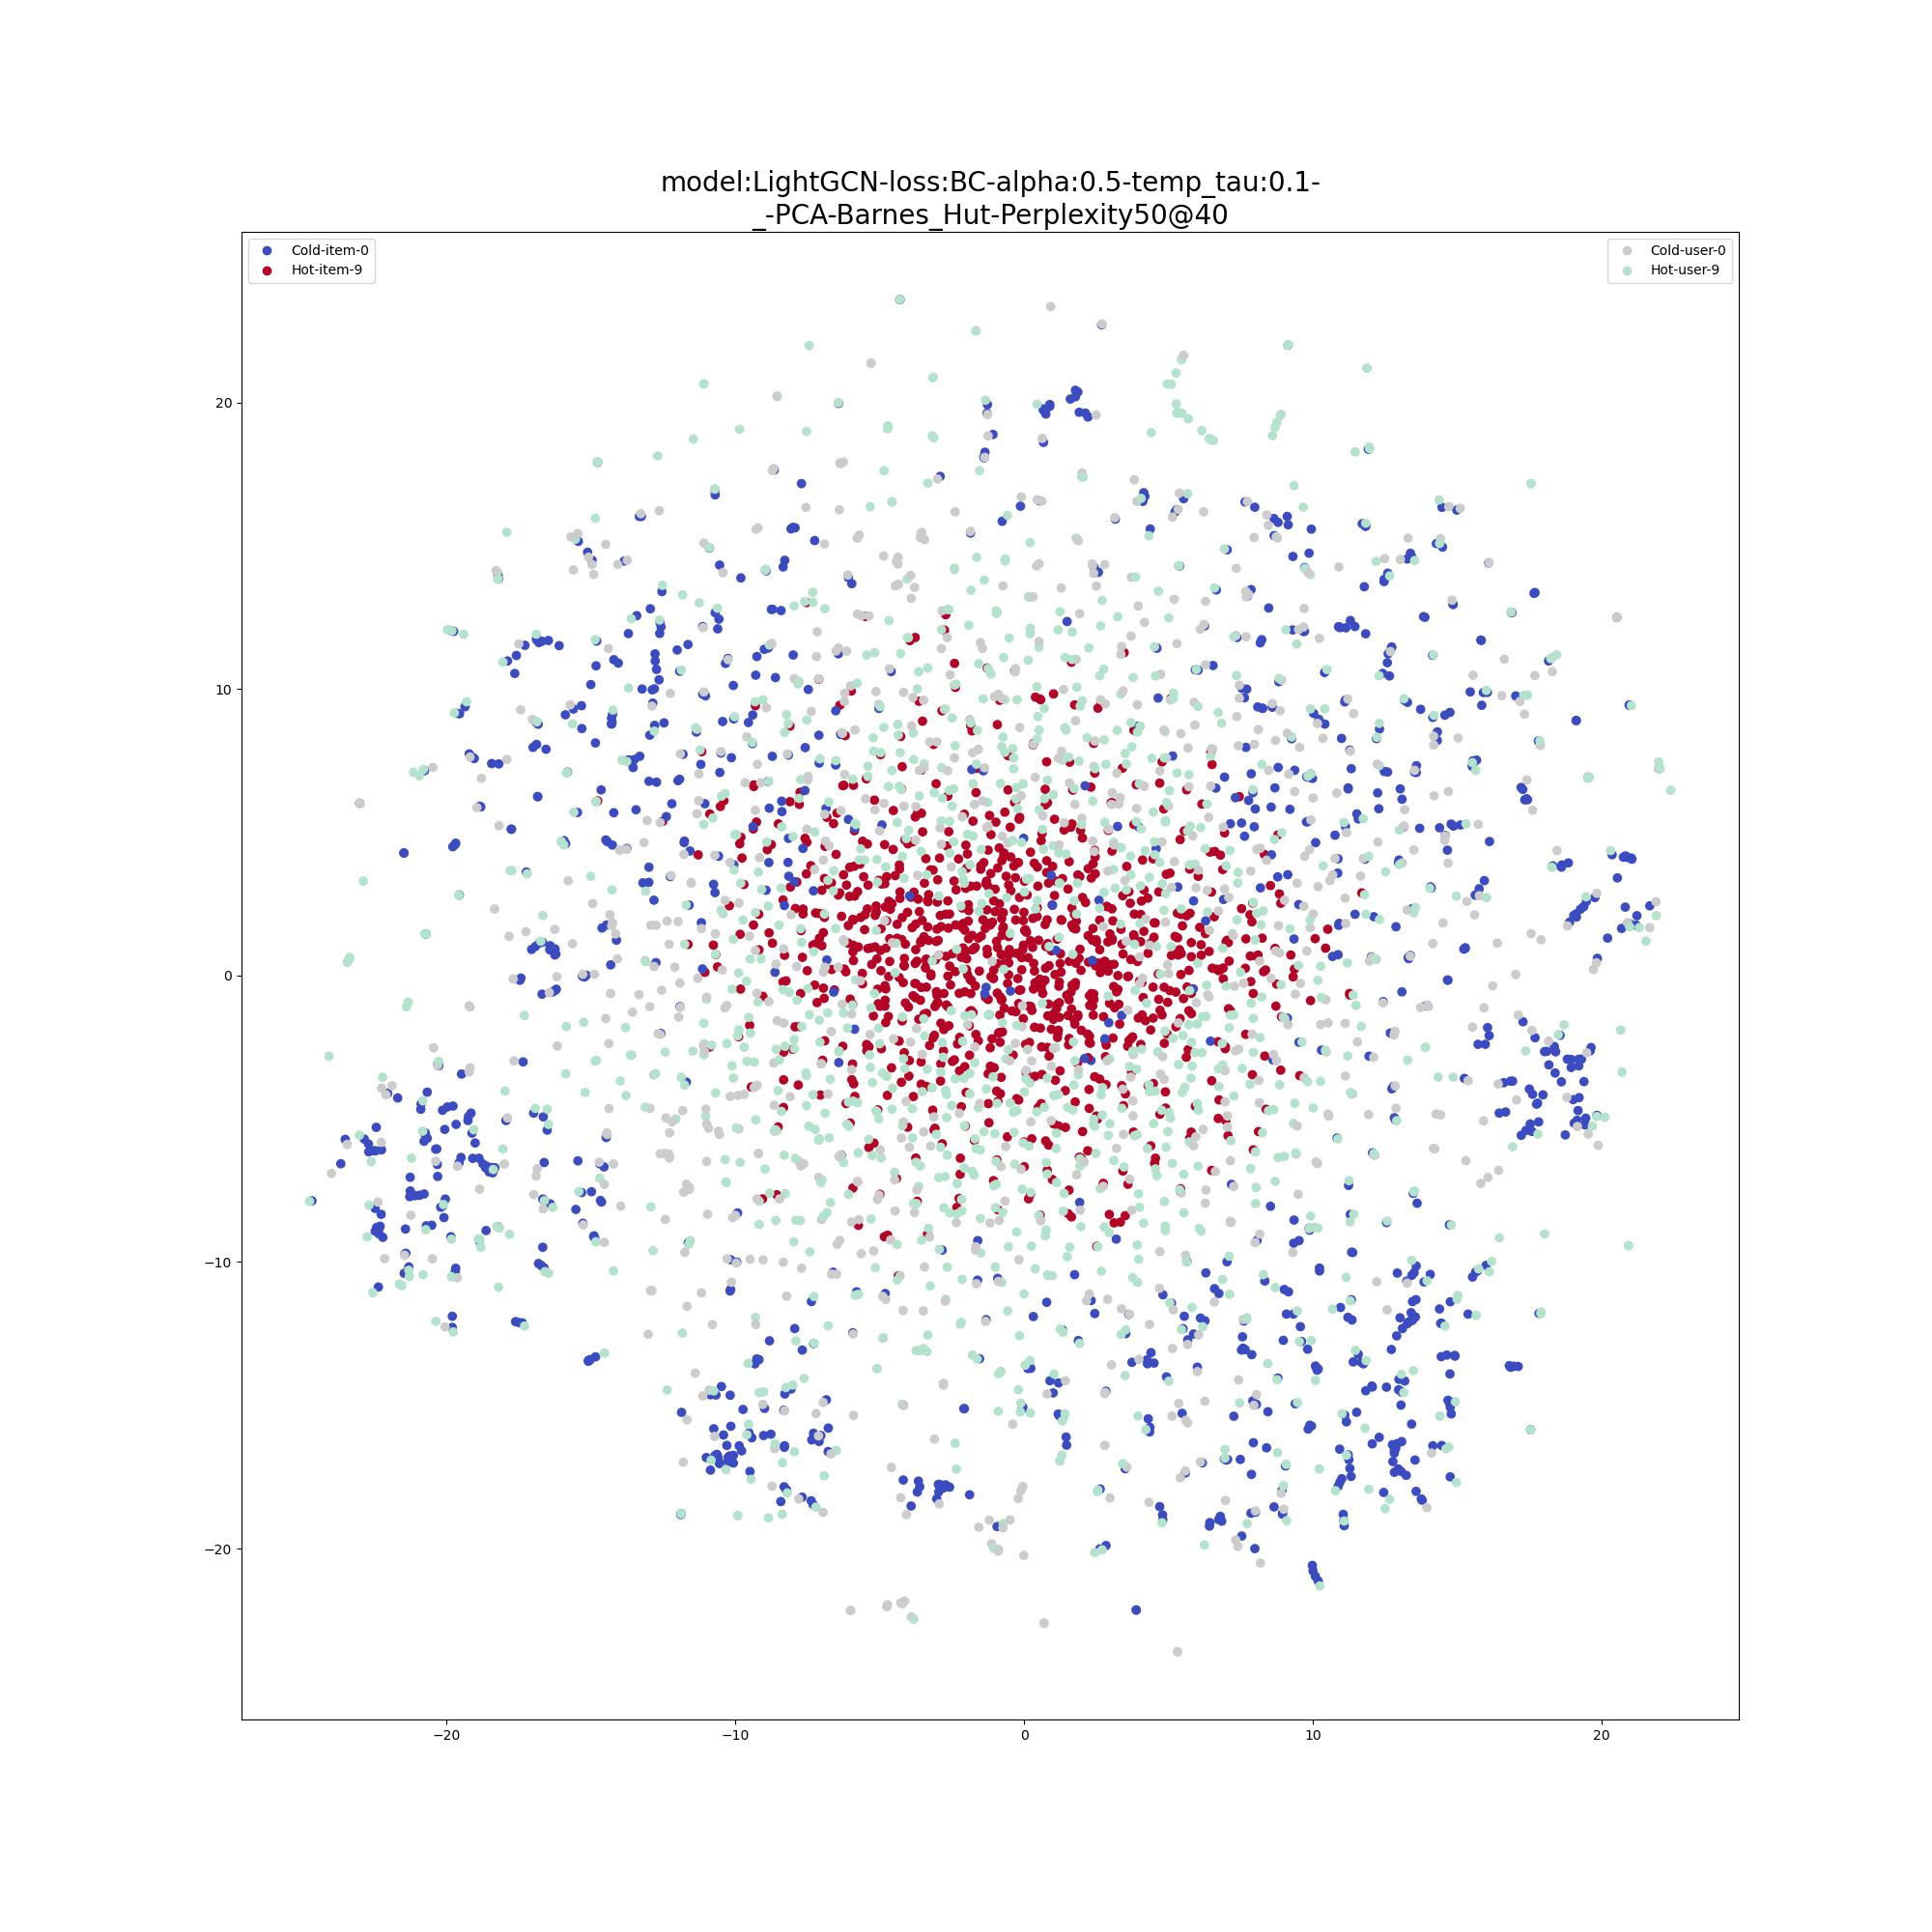 model:LightGCN-loss:BC-alpha:0.5-temp_tau:0.1-
_-PCA-Barnes_Hut-Perplexity50@40
Cold-item-0
Hot-item-9
Cold-user-0
Hot-user-9
20
10
0
−10
−20
−20
−10
0
10
20